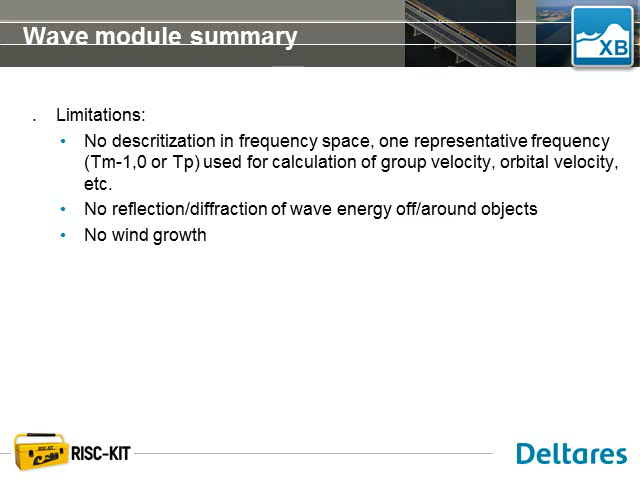 Wave module summary
XB
. Limitations:
• No descritization in frequency space, one representative frequency
(Tm-1,0 or Tp) used for calculation of group velocity, orbital velocity,
etc.
• No reflection/diffraction of wave energy off/around objects
• No wind growth
RISC-KIT
RISC-KIT
Deltares